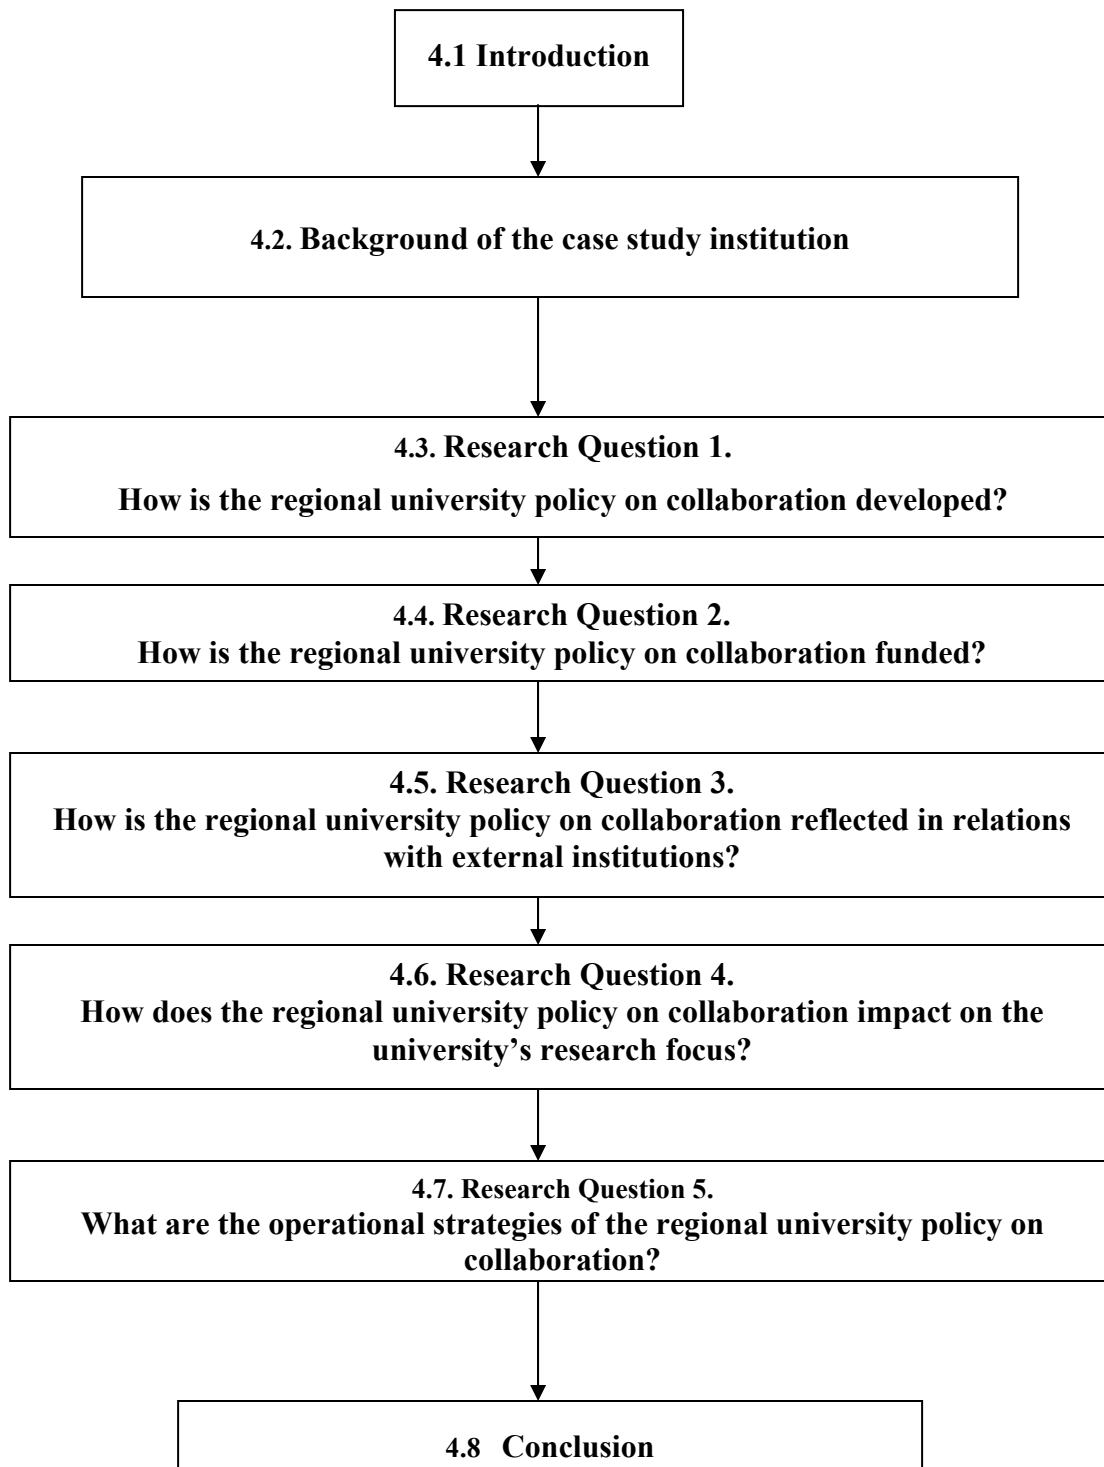 4.1 Introduction
4.2. Background of the case study institution
4.3. Research Question 1.
How is the regional university policy on collaboration developed?
4.4. Research Question 2.
How is the regional university policy on collaboration funded?
4.5. Research Question 3.
How is the regional university policy on collaboration reflected in relations
with external institutions?
4.6. Research Question 4.
How does the regional university policy on collaboration impact on the
university’s research focus?
4.7. Research Question 5.
What are the operational strategies of the regional university policy on
collaboration?
4.8 Conclusion